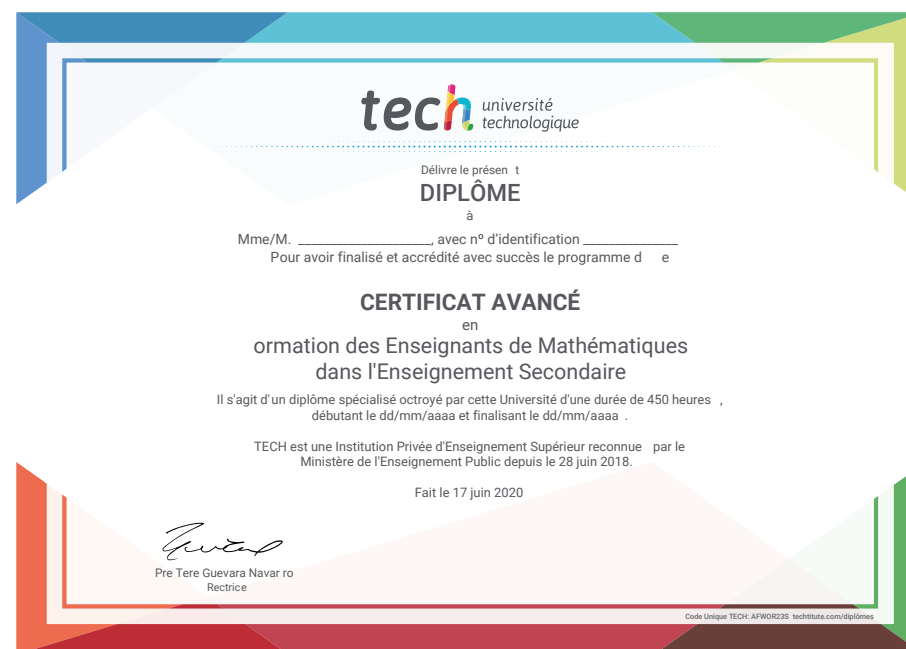 tech université
technologique
Délivre le présen t
DIPLÔME
à
Mme/M. _________________, avec nº d'identification ____________
Pour avoir finalisé et accrédité avec succès le programme d e
CERTIFICAT AVANCÉ
en
ormation des Enseignants de Mathématiques
dans l'Enseignement Secondaire
Il s'agit d'un diplôme spécialisé octroyé par cette Université d'une durée de 450 heures ,
débutant le dd/mm/aaaa et finalisant le dd/mm/aaaa .
TECH est une Institution Privée d'Enseignement Supérieur reconnue par le
Ministère de l'Enseignement Public depuis le 28 juin 2018.
Fait le 17 juin 2020
Pre Tere Guevara Navar ro
Rectrice
Code Unique TECH: AFWOR23S techtitute.com/diplômes